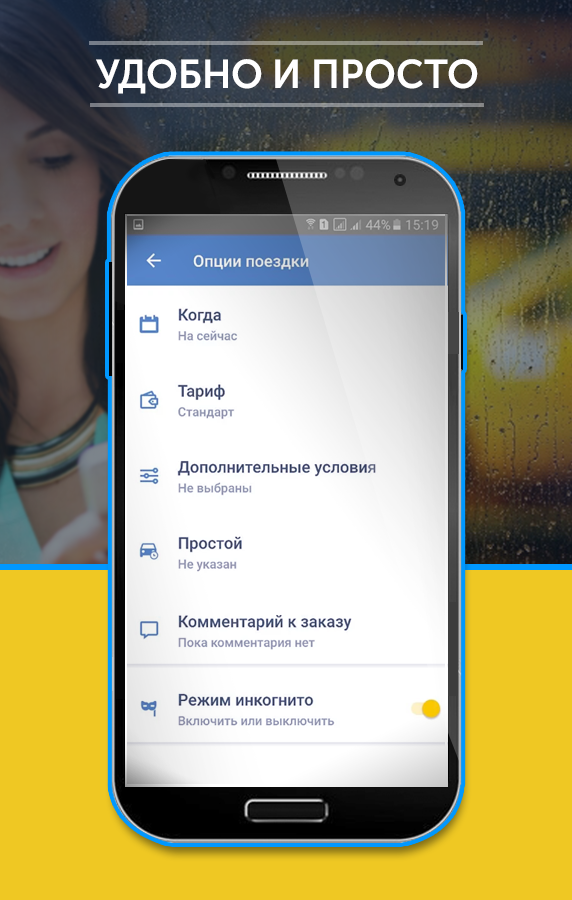 УДОБНО И ПРОСТО
44% 15:19
Опции поездки
Когда
На сейчас
Тариф
Стандарт
Дополнительные условия
Не выбраны
Простой
Не указан
Комментарий к заказу
Пока комментария нет
Режим инкогнито
Включить или выключить